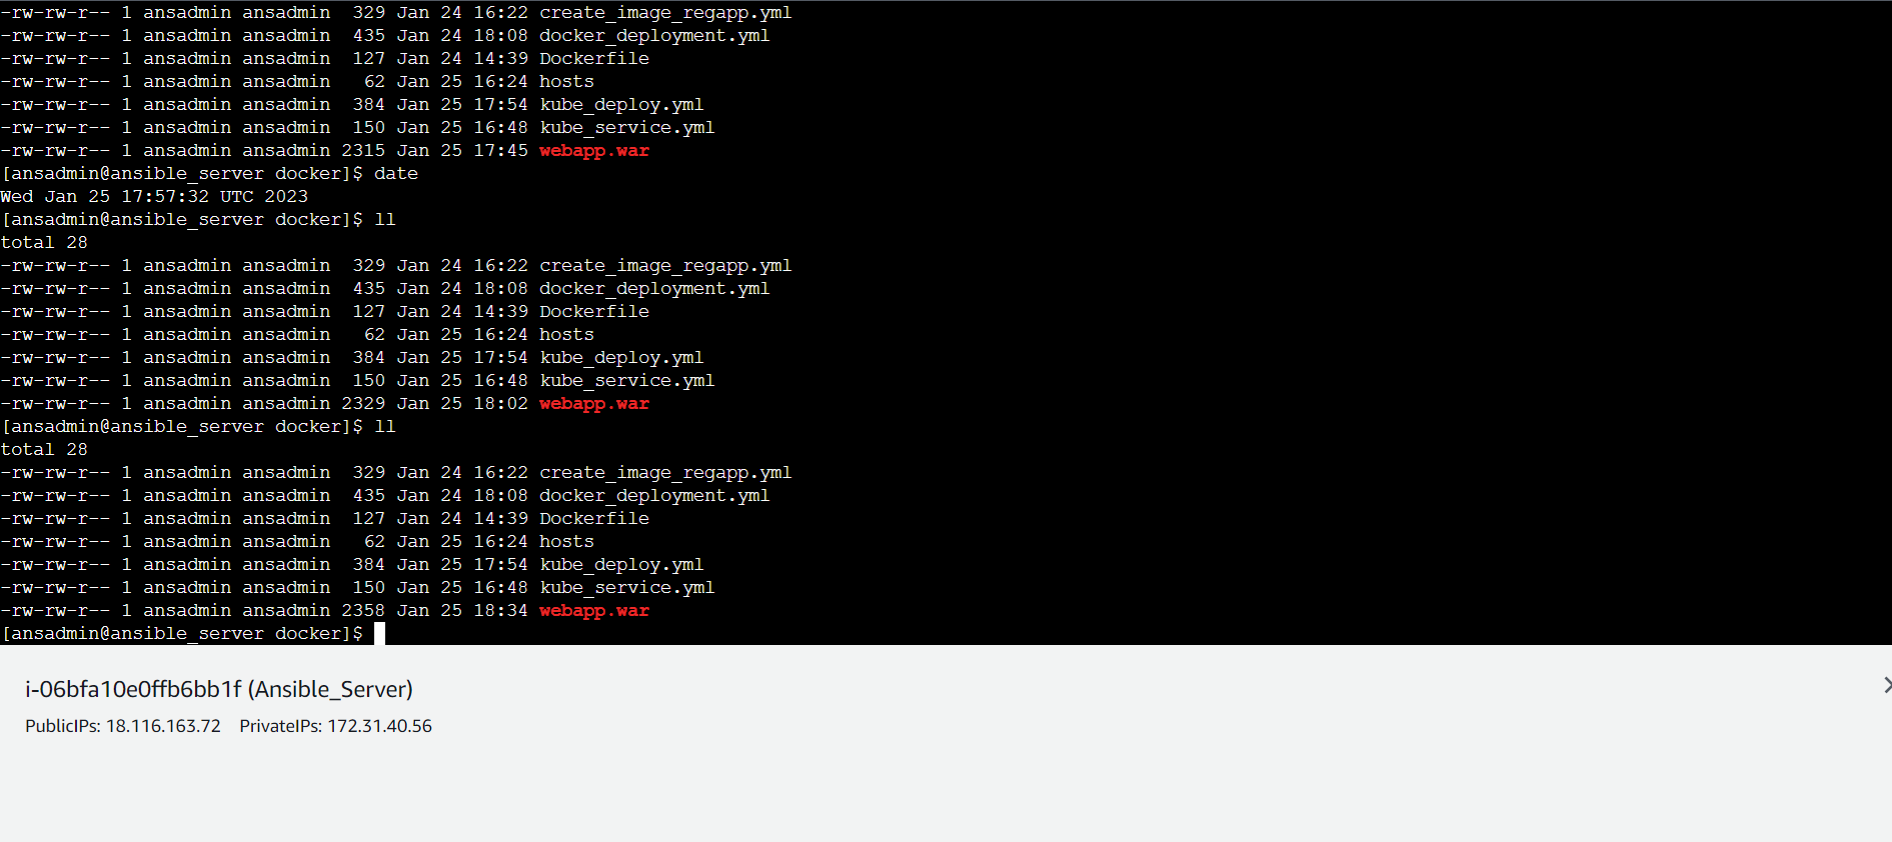 -rw-rw-r-- 1 ansadmin ansadmin  329 Jan 24 16:22 create_image_regapp.yml
-rw-rw-r-- 1 ansadmin ansadmin  435 Jan 24 18:08 docker_deployment.yml
-rw-rw-r-- 1 ansadmin ansadmin  127 Jan 24 14:39 Dockerfile
-rw-rw-r-- 1 ansadmin ansadmin   62 Jan 25 16:24 hosts
-rw-rw-r-- 1 ansadmin ansadmin  384 Jan 25 17:54 kube_deploy.yml
-rw-rw-r-- 1 ansadmin ansadmin  150 Jan 25 16:48 kube_service.yml
-rw-rw-r-- 1 ansadmin ansadmin 2315 Jan 25 17:45 webapp.war
[ansadmin@ansible_server docker]$ date
Wed Jan 25 17:57:32 UTC 2023
[ansadmin@ansible_server docker]$ ll
total 28
-rw-rw-r-- 1 ansadmin ansadmin  329 Jan 24 16:22 create_image_regapp.yml
-rw-rw-r-- 1 ansadmin ansadmin  435 Jan 24 18:08 docker_deployment.yml
-rw-rw-r-- 1 ansadmin ansadmin  127 Jan 24 14:39 Dockerfile
-rw-rw-r-- 1 ansadmin ansadmin   62 Jan 25 16:24 hosts
-rw-rw-r-- 1 ansadmin ansadmin  384 Jan 25 17:54 kube_deploy.yml
-rw-rw-r-- 1 ansadmin ansadmin  150 Jan 25 16:48 kube_service.yml
-rw-rw-r-- 1 ansadmin ansadmin 2329 Jan 25 18:02 webapp.war
[ansadmin@ansible_server docker]$ ll
total 28
-rw-rw-r-- 1 ansadmin ansadmin  329 Jan 24 16:22 create_image_regapp.yml
-rw-rw-r-- 1 ansadmin ansadmin  435 Jan 24 18:08 docker_deployment.yml
-rw-rw-r-- 1 ansadmin ansadmin  127 Jan 24 14:39 Dockerfile
-rw-rw-r-- 1 ansadmin ansadmin   62 Jan 25 16:24 hosts
-rw-rw-r-- 1 ansadmin ansadmin  384 Jan 25 17:54 kube_deploy.yml
-rw-rw-r-- 1 ansadmin ansadmin  150 Jan 25 16:48 kube_service.yml
-rw-rw-r-- 1 ansadmin ansadmin 2358 Jan 25 18:34 webapp.war
[ansadmin@ansible_server docker]$
i-06bfa10e0ffb6bb1f (Ansible_Server)
PublicIPs: 18.116.163.72 PrivateIPs: 172.31.40.56